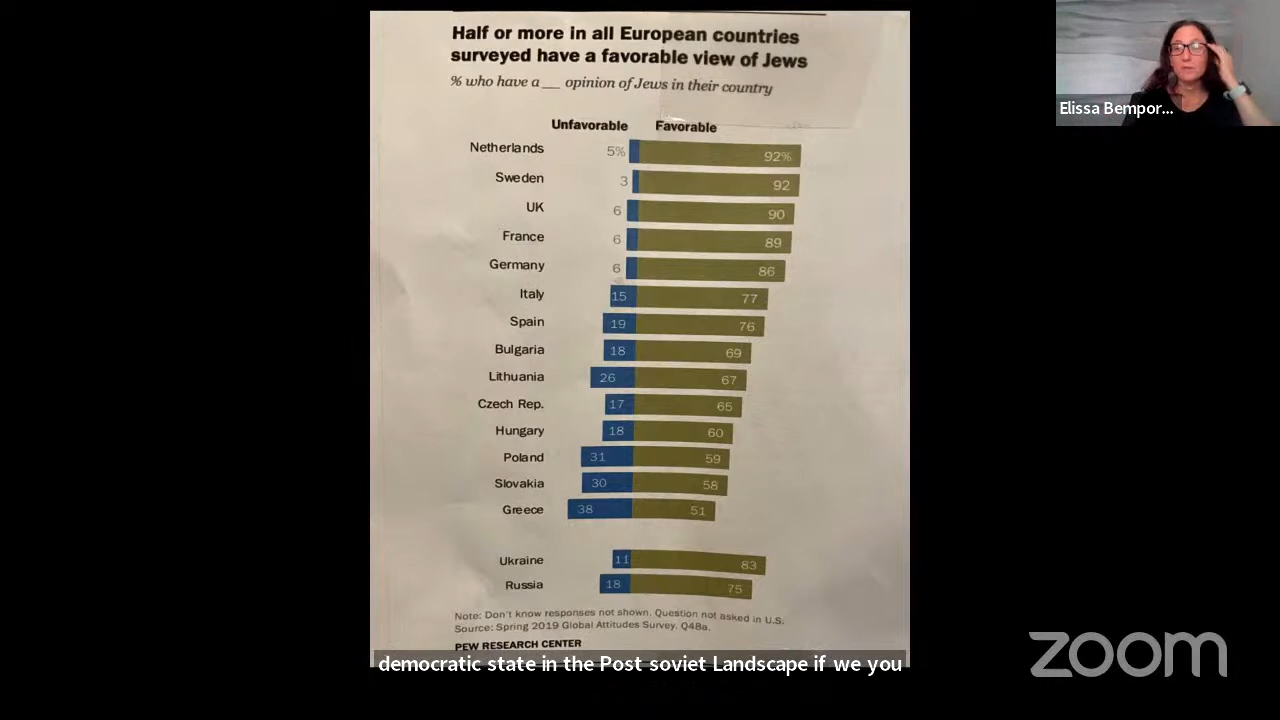 Half or more in all European countries
surveyed have a favorable view of Jews
% who have a __ opinion of Jews in their country
Unfavorable Favorable
Netherlands 5% 92%
Sweden 3 92
UK 6 90
France 6 89
Germany 6 86
Italy 15 77
Spain 19 76
Bulgaria 18 69
Lithuania 26 67
Czech Rep. 17 65
Hungary 18 60
Poland 31 59
Slovakia 30 58
Greece 38 51
Ukraine 11 83
Russia 18 75
Note: Don't know responses not shown. Question not asked in U.S.
Source: Spring 2019 Global Attitudes Survey. Q48a.
PEW RESEARCH CENTER
democratic state in the Post soviet Landscape if we you
Elissa Bempor...
zoom